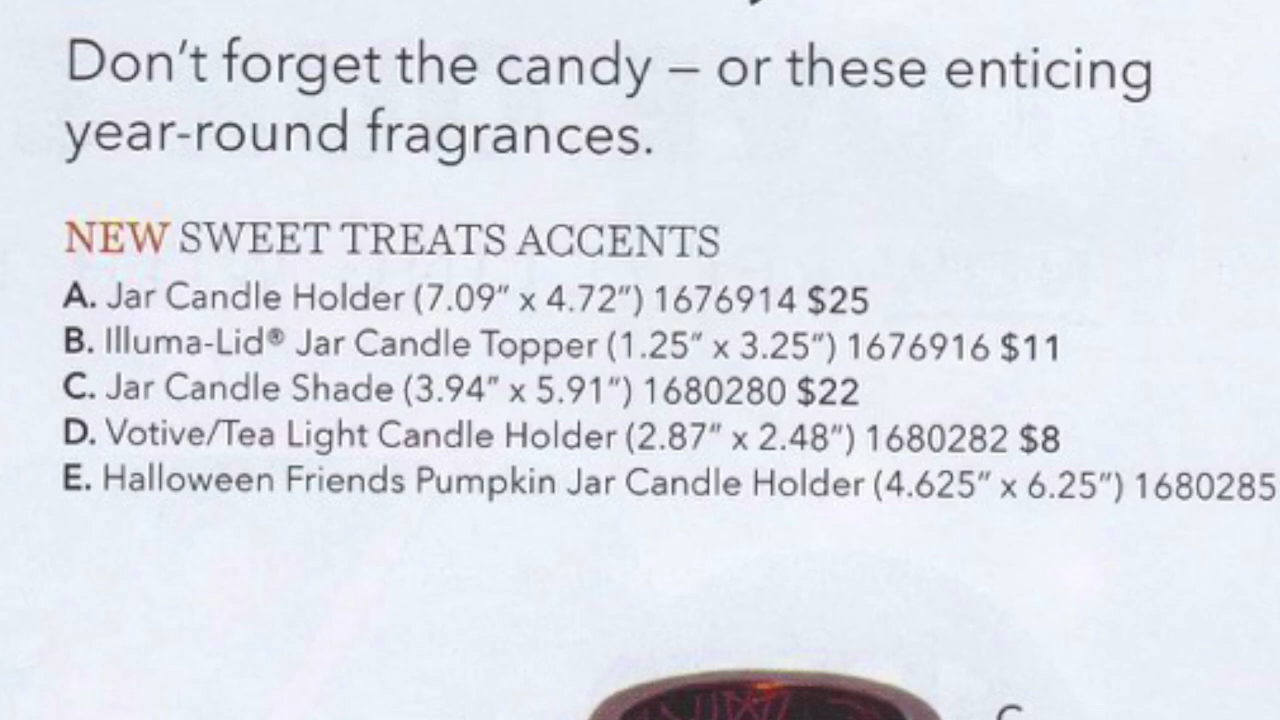 Don't forget the candy – or these enticing
year-round fragrances.
NEW SWEET TREATS ACCENTS
A. Jar Candle Holder (7.09" x 4.72") 1676914 $25
B. Illuma-Lid® Jar Candle Topper (1.25" x 3.25") 1676916 $11
C. Jar Candle Shade (3.94" x 5.91") 1680280 $22
D. Votive/Tea Light Candle Holder (2.87" x 2.48") 1680282 $8
E. Halloween Friends Pumpkin Jar Candle Holder (4.625" x 6.25") 1680285
C